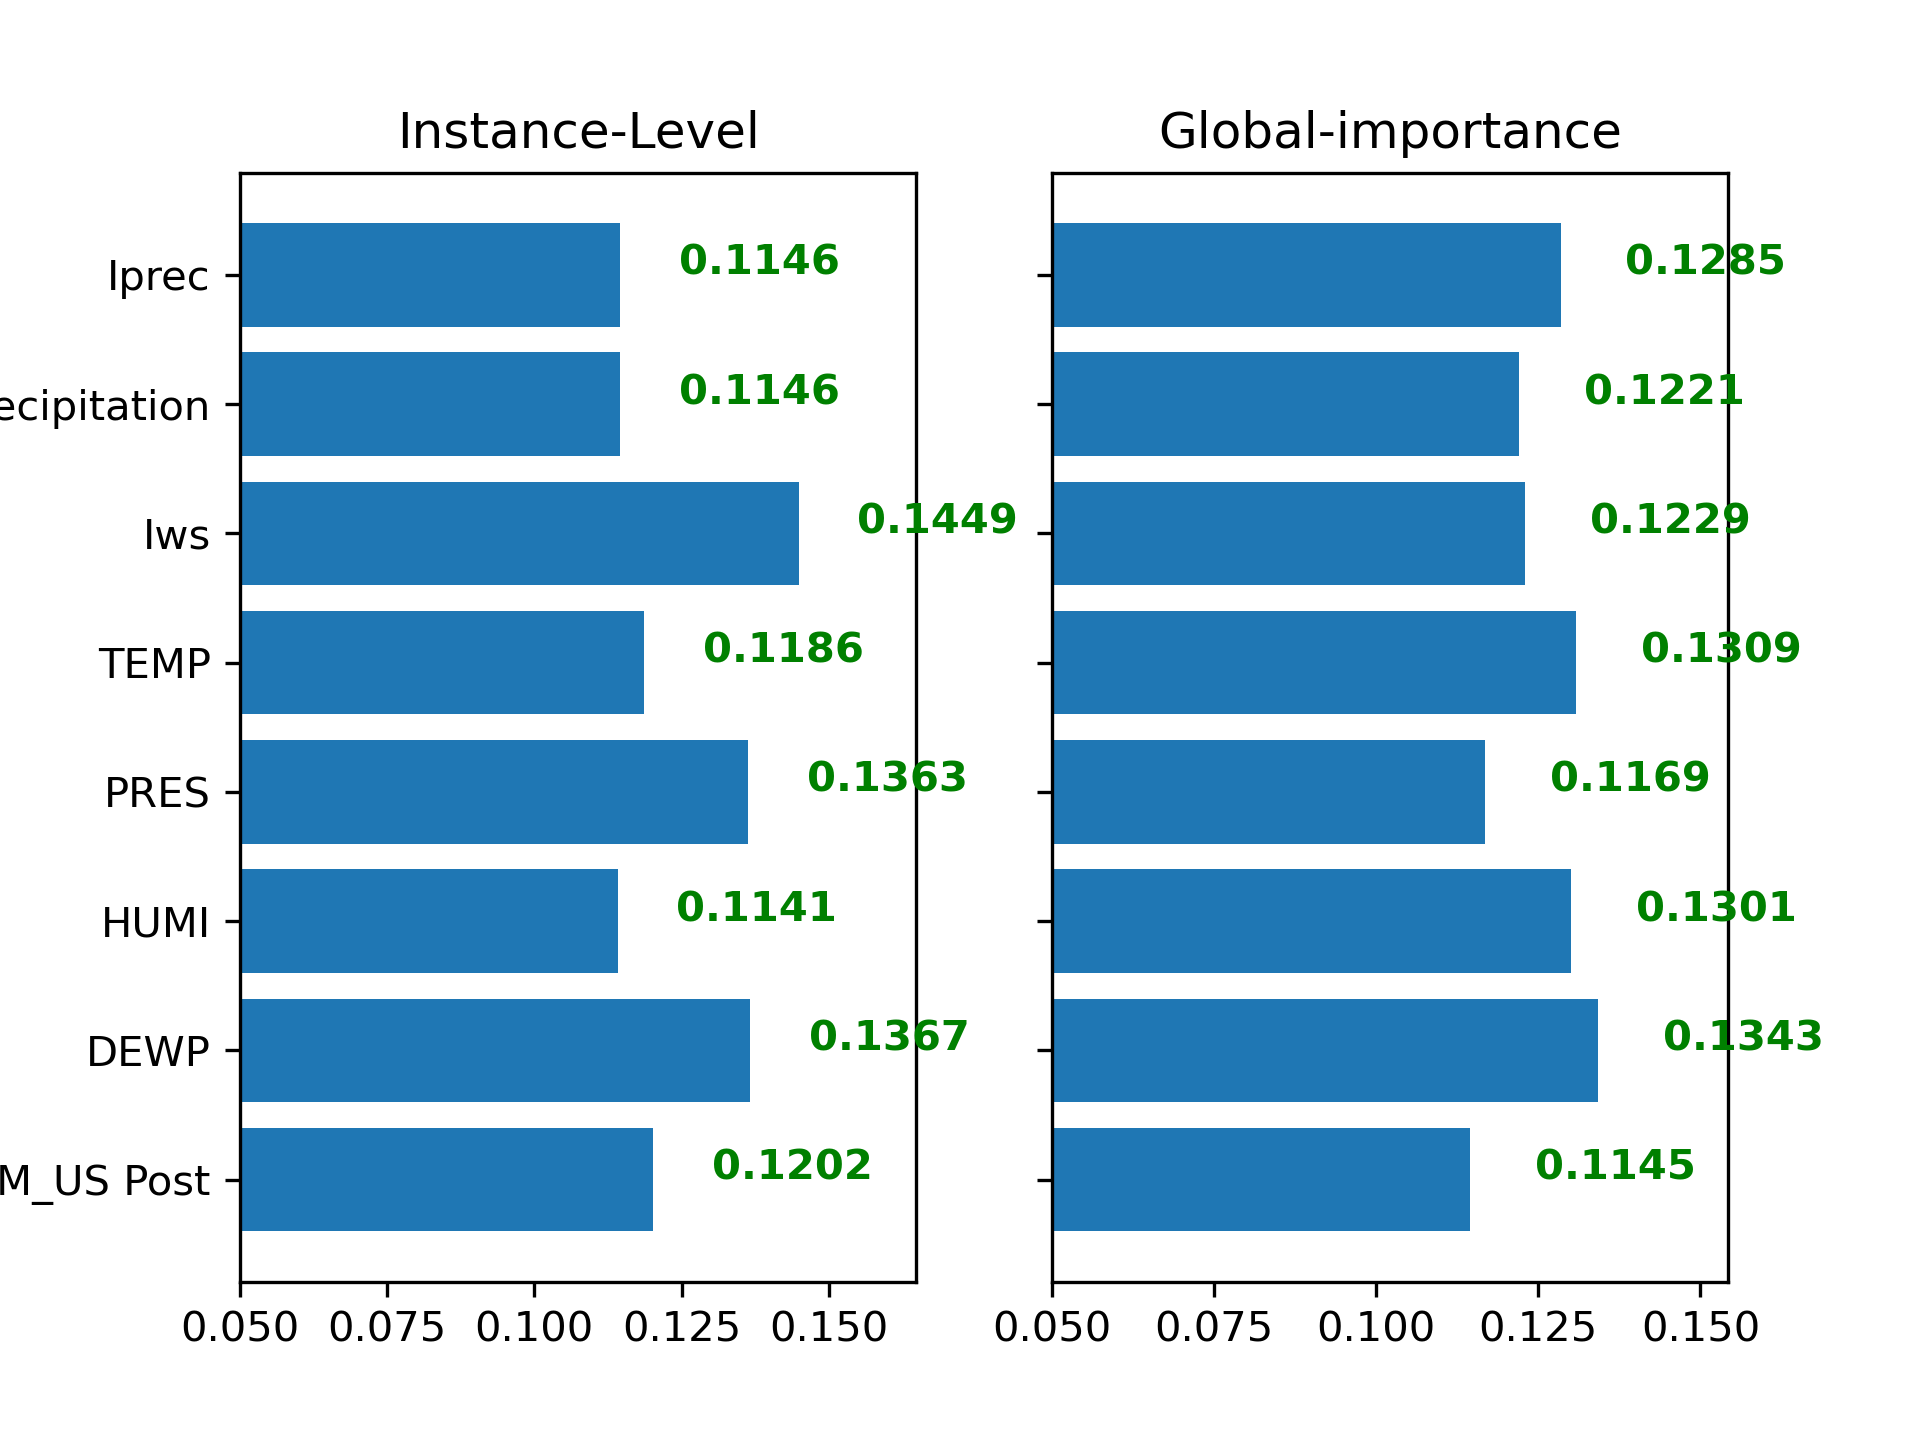 Instance-Level Global-importance
Iprec 0.1146 0.1285
ecipitation 0.1146 0.1221
Iws 0.1449 0.1229
TEMP 0.1186 0.1309
PRES 0.1363 0.1169
HUMI 0.1141 0.1301
DEWP 0.1367 0.1343
M_US Post 0.1202 0.1145
0.050 0.075 0.100 0.125 0.150 0.050 0.075 0.100 0.125 0.150